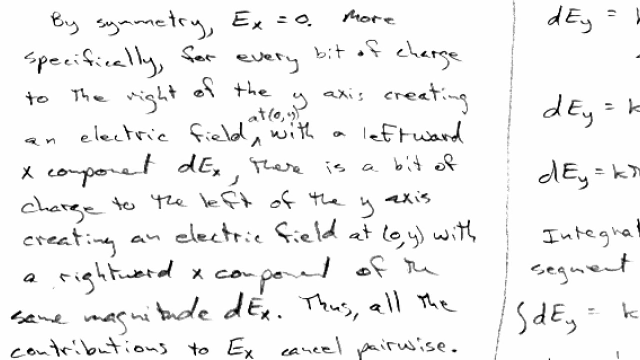 By symmetry, Ex = 0. More
specifically, for every bit of charge
to the right of the y axis creating
an electric field, at (0,y) with a leftward
x component dEx, there is a bit of
charge to the left of the y axis
creating an electric field at (0,y) with
a rightward x component of the
same magnitude dEx. Thus, all the
contributions to Ex cancel pairwise.
dEy =
dEy = k
dEy = k
Integrat
segment
∫dEy = k